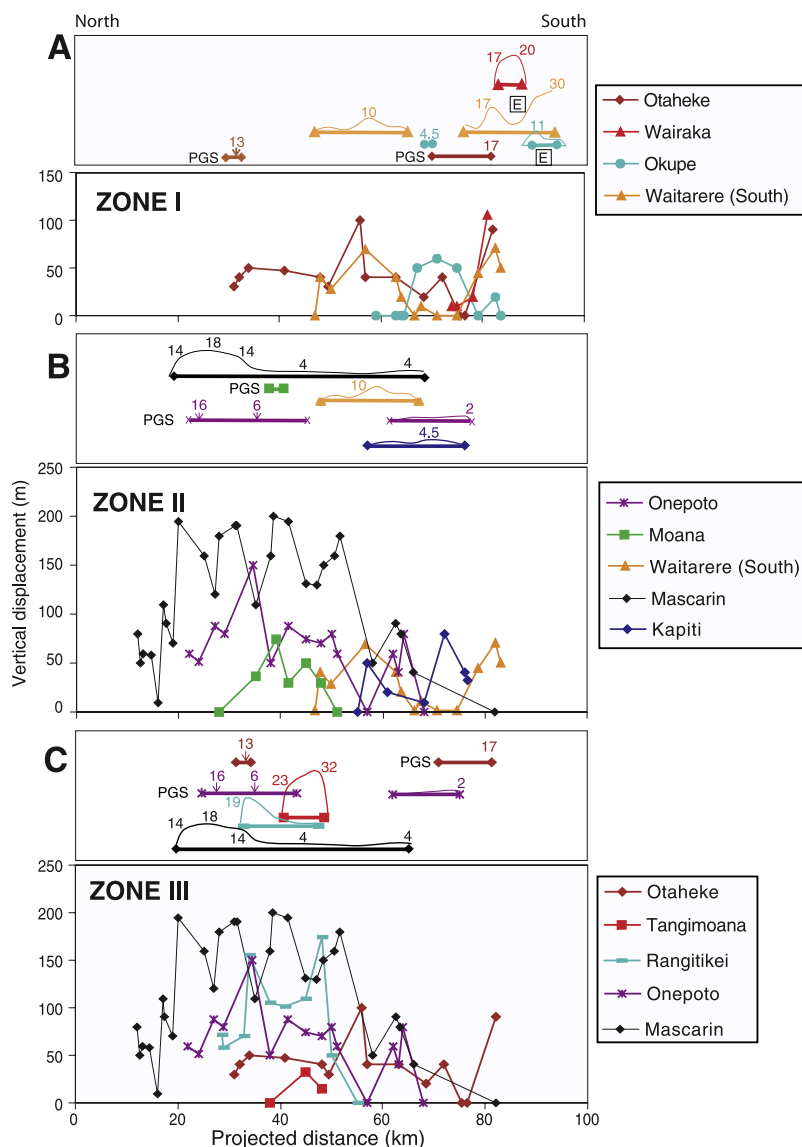 North South
A
17 20
E
30
10
17
4.5
11
13
PGS
PGS
17
E
Otaheke
Wairaka
Okupe
Waitarere (South)
150
100
50
0
ZONE I
B
14 18 14 4 4
PGS
10
16 6
PGS
2
4.5
250
200
150
100
50
0
ZONE II
Vertical displacement (m)
Onepoto
Moana
Waitarere (South)
Mascarin
Kapiti
C
13
17
PGS
16 6
PGS
23 32
2
19
14 18
14 4 4
250
200
150
100
50
0
ZONE III
Otaheke
Tangimoana
Rangitikei
Onepoto
Mascarin
0 20 40 60 80 100
Projected distance (km)